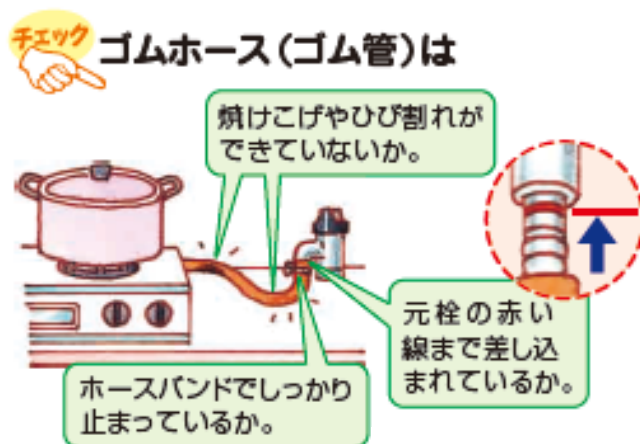 チェック
ゴムホース(ゴム管)は
焼けこげやひび割れが
できていないか。
元栓の赤い
線まで差し込
まれているか。
ホースバンドでしっかり
止まっているか。